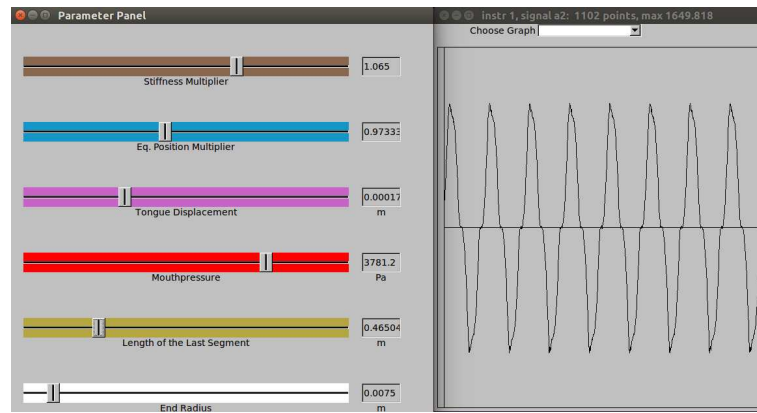 Parameter Panel
1.065
Stiffness Multiplier
0.97333
Eq. Position Multiplier
0.00017
Tongue Displacement
m
3781.2
Mouthpressure
Pa
0.46504
Length of the Last Segment
m
0.0075
End Radius
m
instr 1, signal a2: 1102 points, max 1649.818
Choose Graph